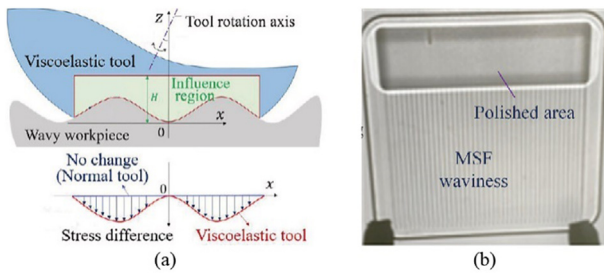 Z
Tool rotation axis
Viscoelastic tool
Influence
region
H
x
Wavy workpiece
0
No change
(Normal tool)
0
x
Stress difference
Viscoelastic tool
(a)
Polished area
MSF
waviness
(b)